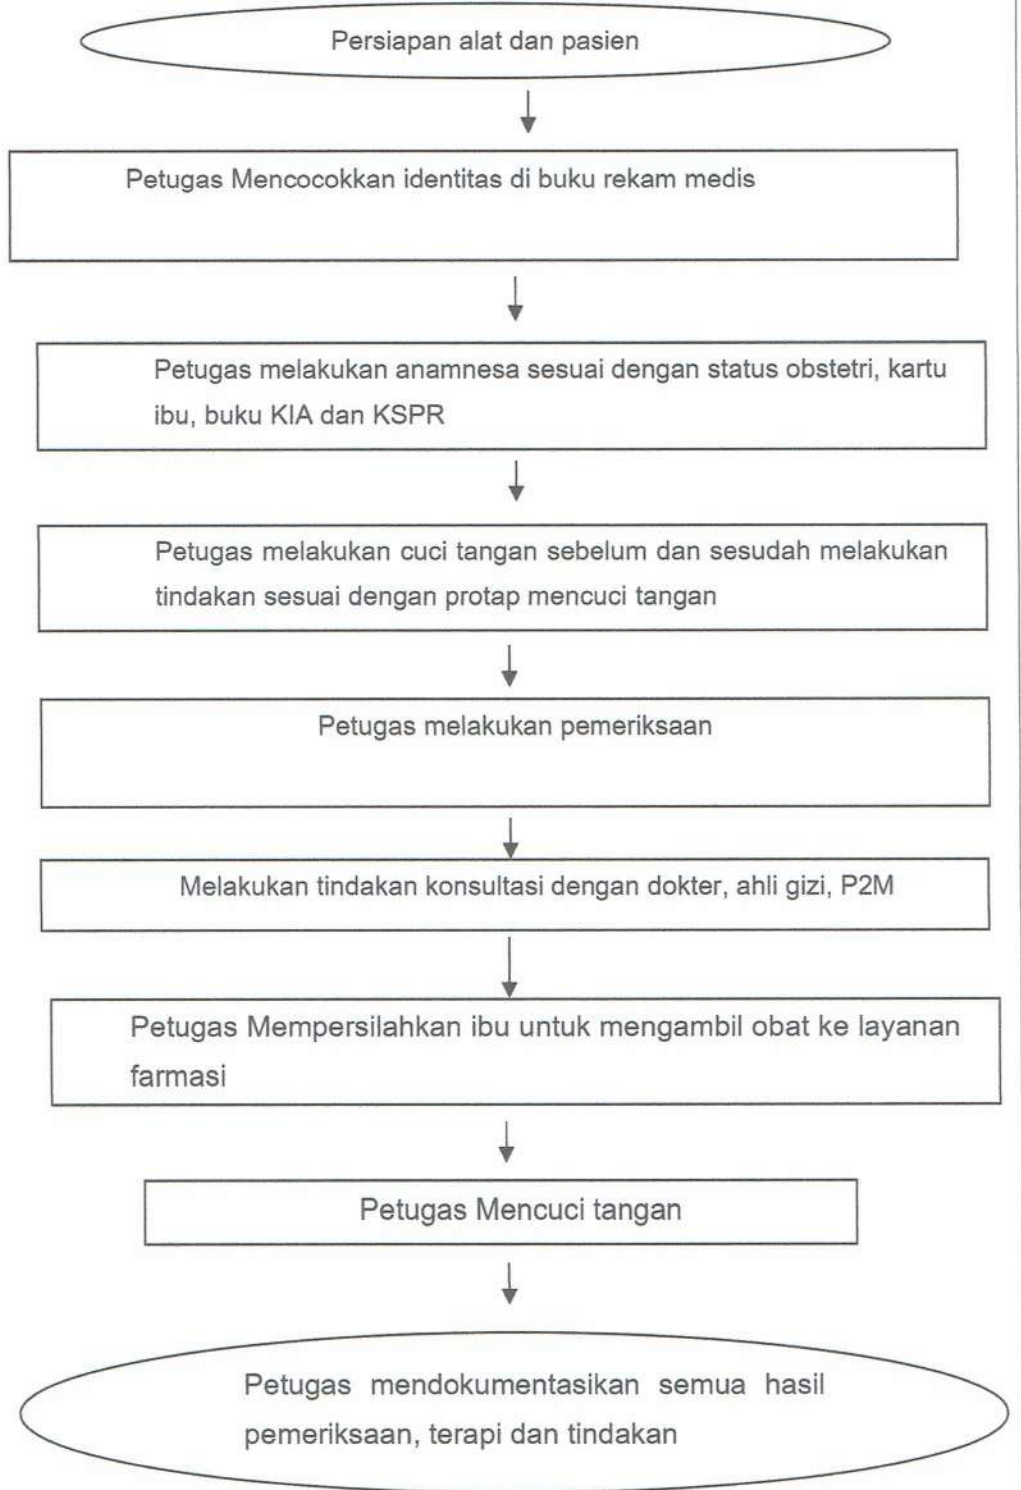 Persiapan alat dan pasien
Petugas Mencocokkan identitas di buku rekam medis
Petugas melakukan anamnesa sesuai dengan status obstetri, kartu
ibu, buku KIA dan KSPR
Petugas melakukan cuci tangan sebelum dan sesudah melakukan
tindakan sesuai dengan protap mencuci tangan
Petugas melakukan pemeriksaan
Melakukan tindakan konsultasi dengan dokter, ahli gizi, P2M
Petugas Mempersilahkan ibu untuk mengambil obat ke layanan
farmasi
Petugas Mencuci tangan
Petugas mendokumentasikan semua hasil
pemeriksaan, terapi dan tindakan